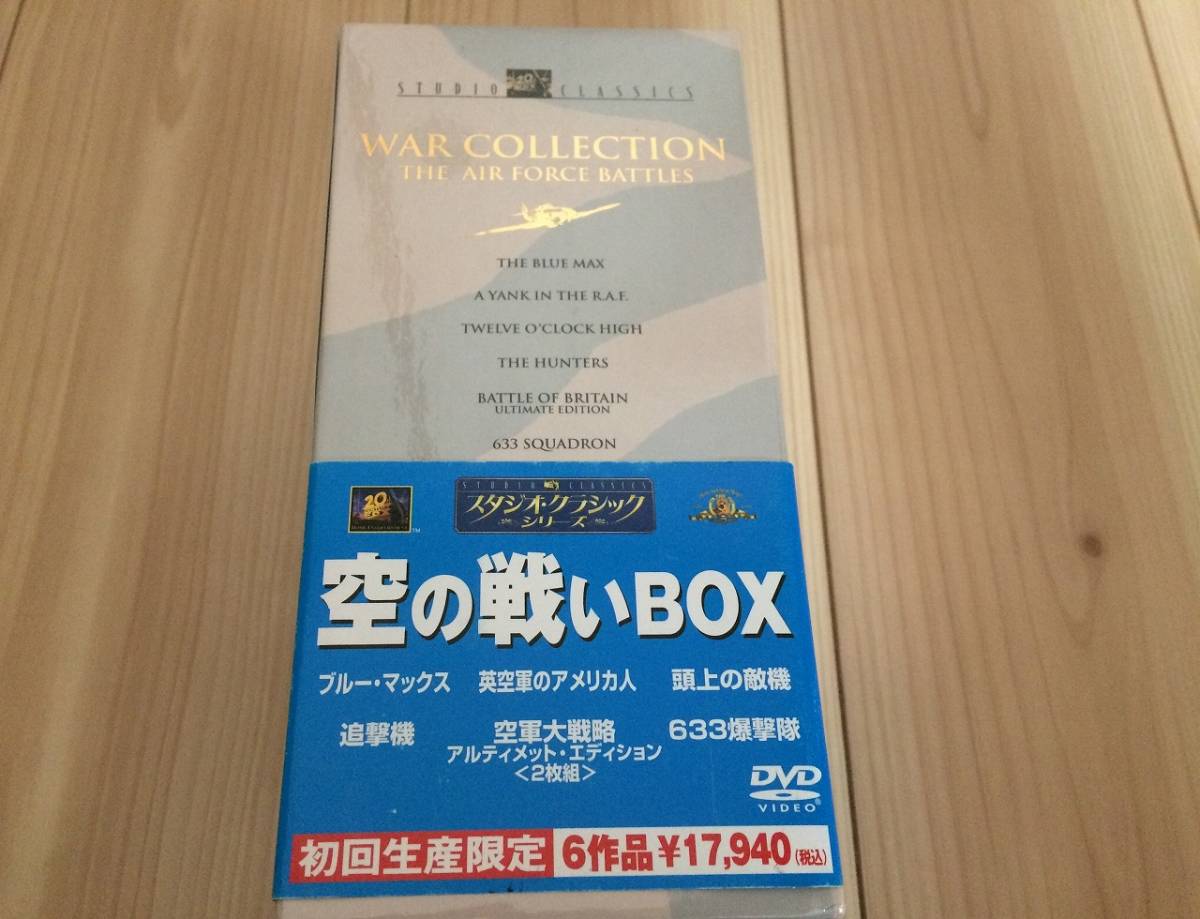 STUDIO CLASSICS
WAR COLLECTION
THE AIR FORCE BATTLES
THE BLUE MAX
A YANK IN THE R.A.F.
TWELVE O'CLOCK HIGH
THE HUNTERS
BATTLE OF BRITAIN
ULTIMATE EDITION
633 SQUADRON
20
STUDIO CLASSICS
スタジオ・クラシック
シリーズ
TM
空の戦いBOX
ブルー・マックス 英空軍のアメリカ人 頭上の敵機
追撃機 空軍大戦略 633爆撃隊
アルティメット・エディション
<2枚組>
DVD
VIDEO
初回生産限定 6作品¥17,940(税込)